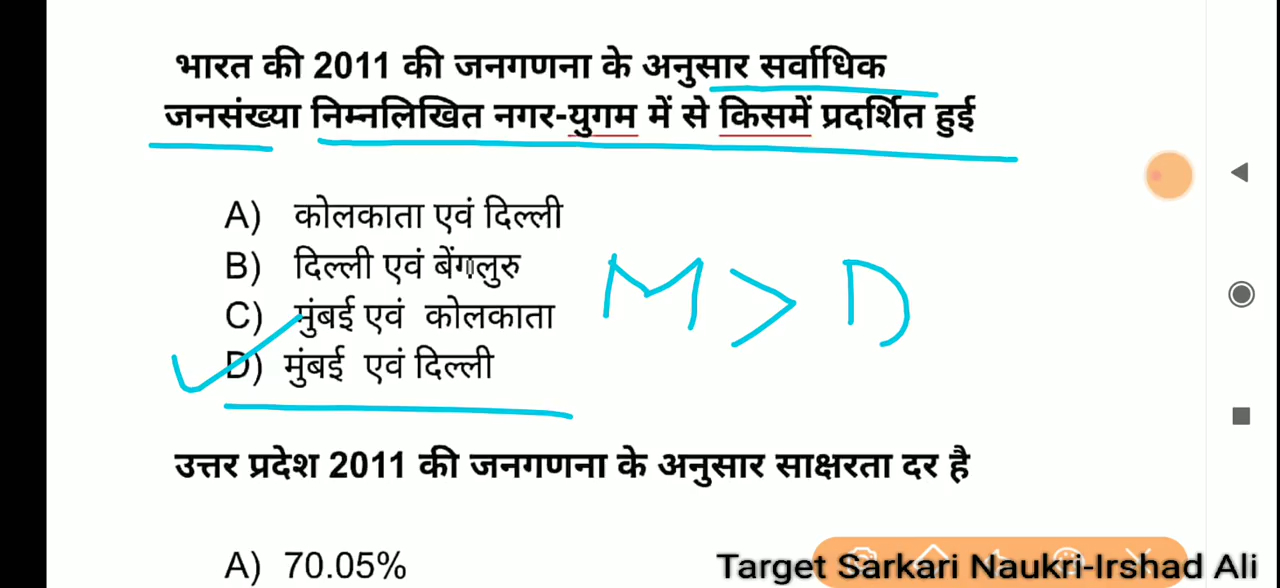 भारत की 2011 की जनगणना के अनुसार सर्वाधिक
जनसंख्या निम्नलिखित नगर-युगम में से किसमें प्रदर्शित हुई
A) कोलकाता एवं दिल्ली
B) दिल्ली एवं बेंगलुरु
C) मुंबई एवं कोलकाता
D) मुंबई एवं दिल्ली
M > D
उत्तर प्रदेश 2011 की जनगणना के अनुसार साक्षरता दर है
A) 70.05%
Target Sarkari Naukri-Irshad Ali